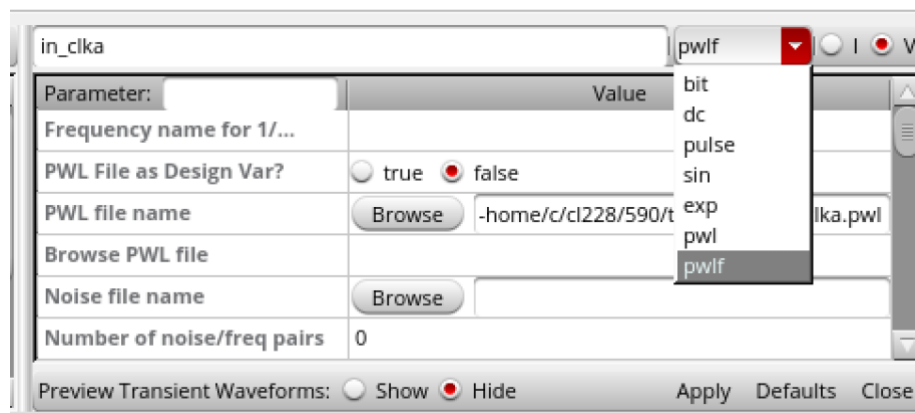 in_clka pwlf I V
Parameter: Value
bit
dc
pulse
sin
exp
pwl
pwlf
Frequency name for 1/...
PWL File as Design Var? true false
PWL file name Browse -home/c/cl228/590/t lka.pwl
Browse PWL file
Noise file name Browse
Number of noise/freq pairs 0
Preview Transient Waveforms: Show Hide Apply Defaults Close